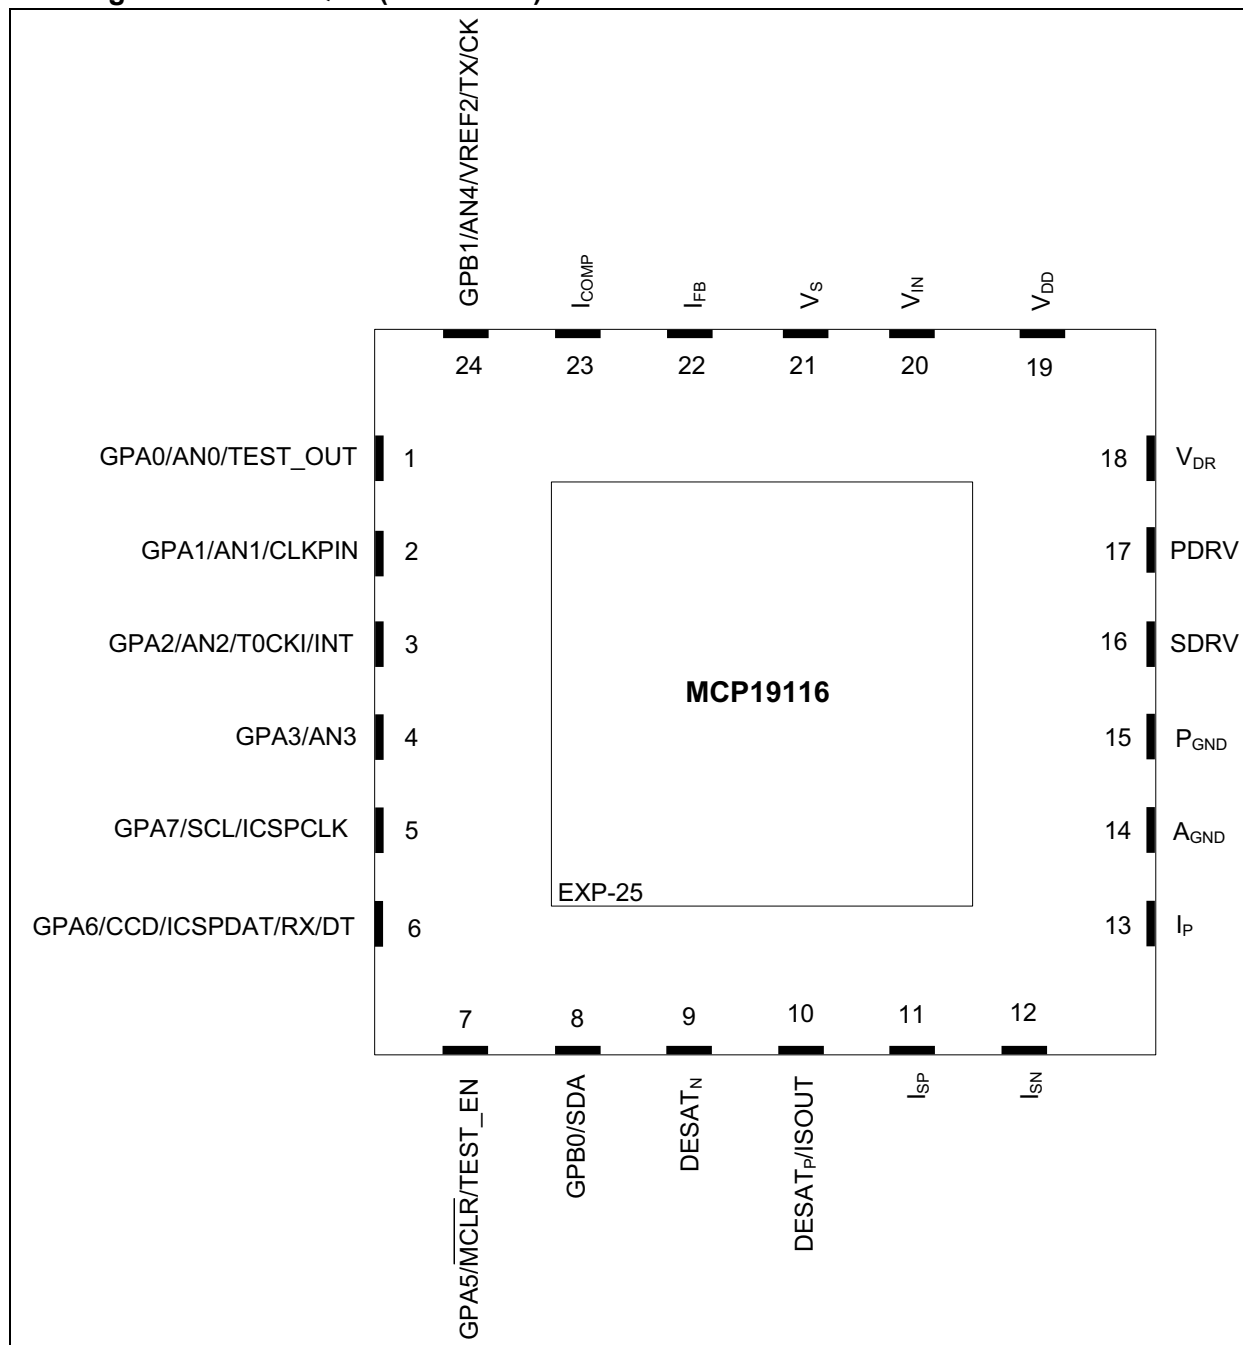 GPB1/AN4/VREF2/TX/CK
ICOMP
IFB
VS
VIN
VDD
24
23
22
21
20
19
GPA0/AN0/TEST_OUT
1
18
VDR
GPA1/AN1/CLKPIN
2
17
PDRV
GPA2/AN2/T0CKI/INT
3
16
SDRV
MCP19116
GPA3/AN3
4
15
PGND
GPA7/SCL/ICSPCLK
5
14
AGND
EXP-25
GPA6/CCD/ICSPDAT/RX/DT
6
13
IP
7
8
9
10
11
12
GPA5/MCLR/TEST_EN
GPB0/SDA
DESATN
DESATP/ISOUT
ISP
ISN